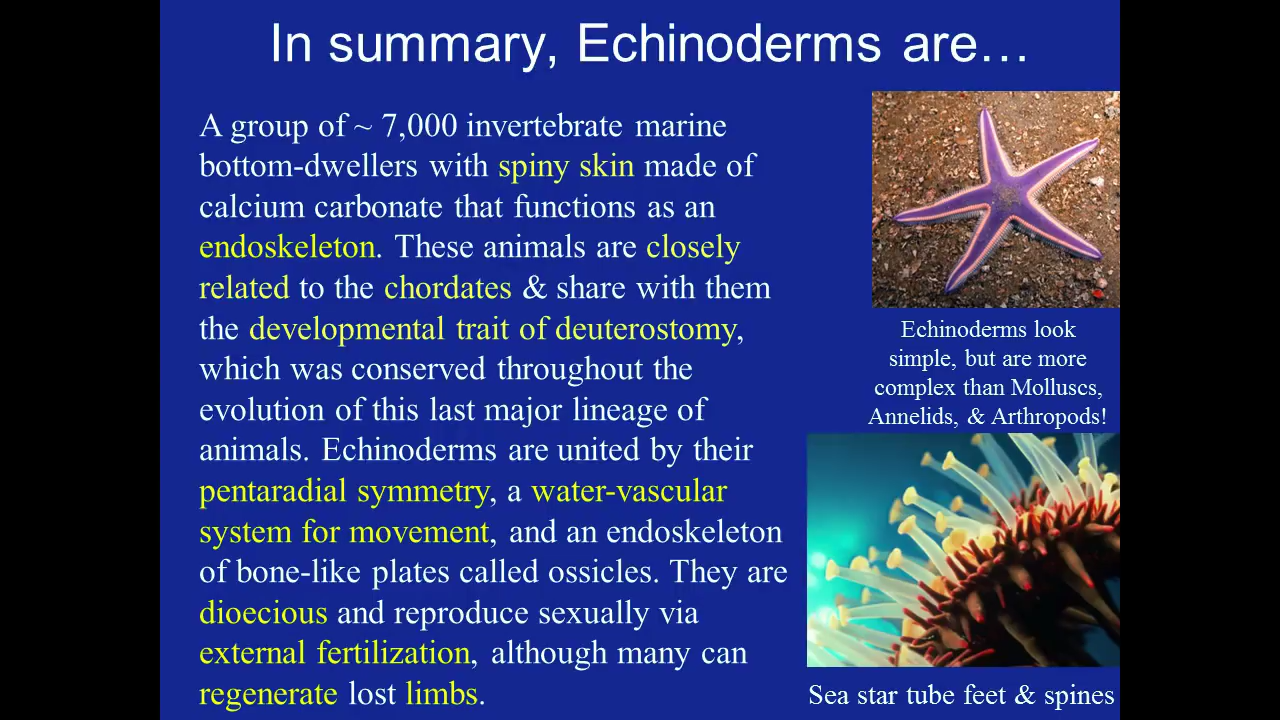 In summary, Echinoderms are…
A group of ~ 7,000 invertebrate marine
bottom-dwellers with spiny skin made of
calcium carbonate that functions as an
endoskeleton. These animals are closely
related to the chordates & share with them
the developmental trait of deuterostomy,
which was conserved throughout the
evolution of this last major lineage of
animals. Echinoderms are united by their
pentaradial symmetry, a water-vascular
system for movement, and an endoskeleton
of bone-like plates called ossicles. They are
dioecious and reproduce sexually via
external fertilization, although many can
regenerate lost limbs.
Echinoderms look
simple, but are more
complex than Molluscs,
Annelids, & Arthropods!
Sea star tube feet & spines